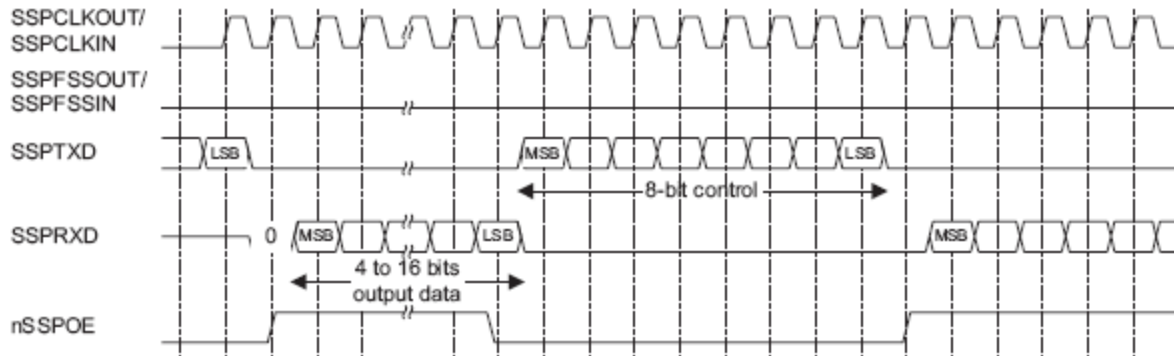 SSPCLKOUT/
SSPCLKIN
SSPFSSOUT/
SSPFSSIN
SSPTXD
LSB
MSB
LSB
8-bit control
SSPRXD
0
MSB
LSB
MSB
4 to 16 bits
output data
nSSPOE